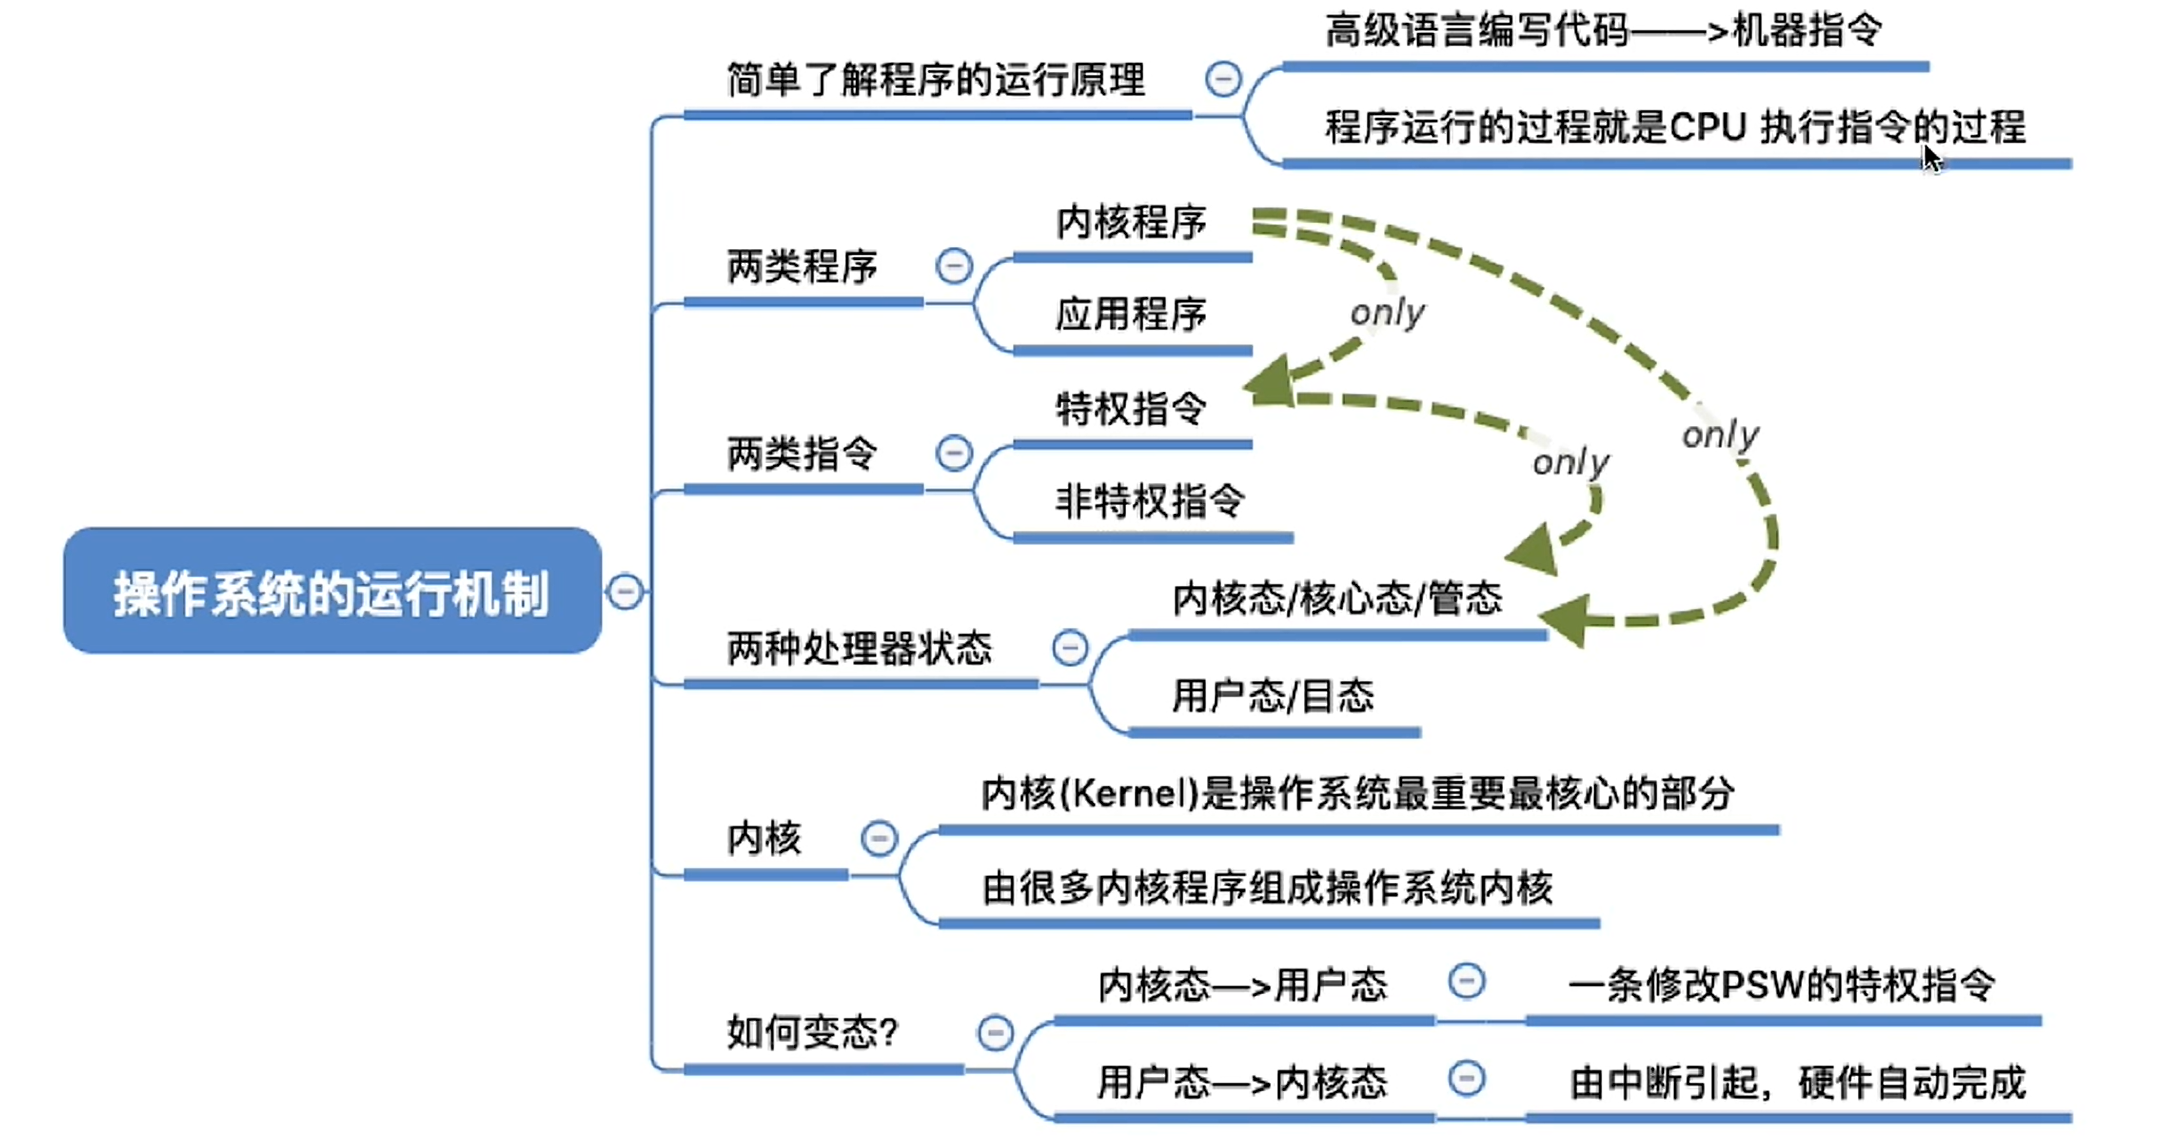 操作系统的运行机制
简单了解程序的运行原理
高级语言编写代码——>机器指令
程序运行的过程就是CPU 执行指令的过程
两类程序
内核程序
应用程序
only
两类指令
特权指令
非特权指令
only
only
两种处理器状态
内核态/核心态/管态
用户态/目态
内核
内核(Kernel)是操作系统最重要最核心的部分
由很多内核程序组成操作系统内核
如何变态?
内核态—>用户态
一条修改PSW的特权指令
用户态—>内核态
由中断引起，硬件自动完成